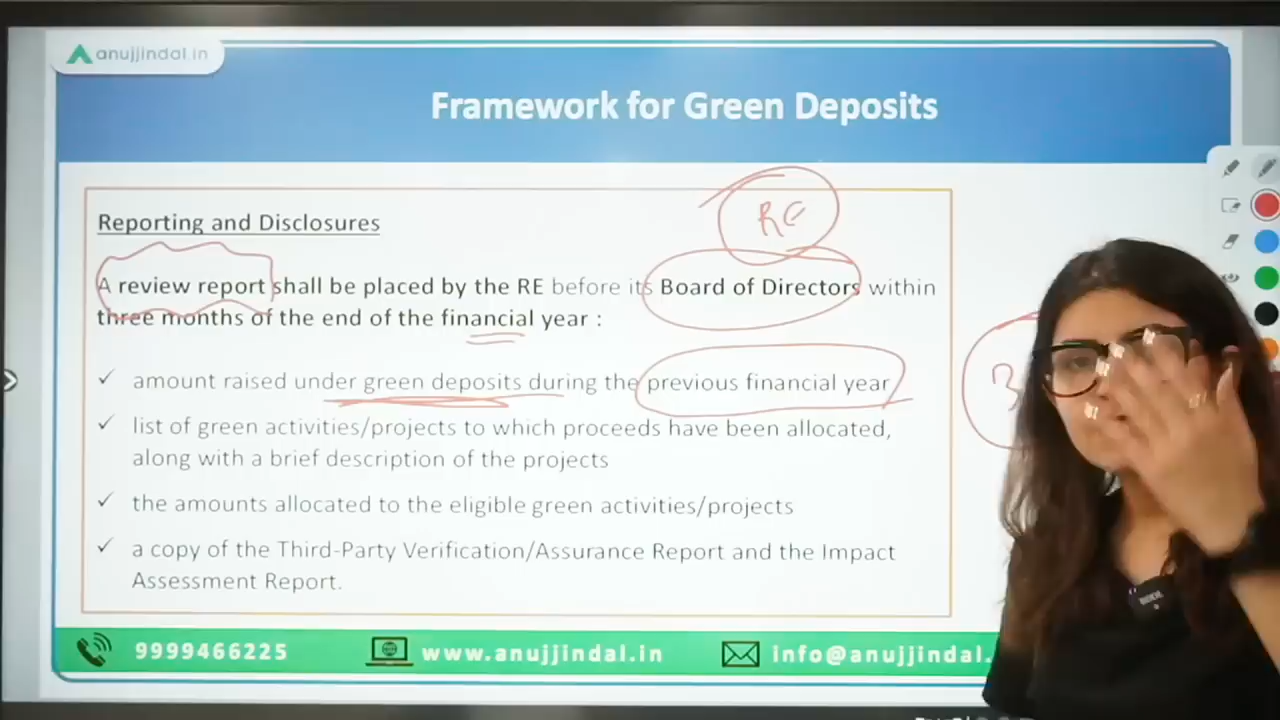 anujjindal.in
Framework for Green Deposits
RE
Reporting and Disclosures
A review report shall be placed by the RE before its Board of Directors within
three months of the end of the financial year :
3
✓ amount raised under green deposits during the previous financial year
✓ list of green activities/projects to which proceeds have been allocated,
along with a brief description of the projects
✓ the amounts allocated to the eligible green activities/projects
✓ a copy of the Third-Party Verification/Assurance Report and the Impact
Assessment Report.
9999466225 www.anujjindal.in info@anujjindal.